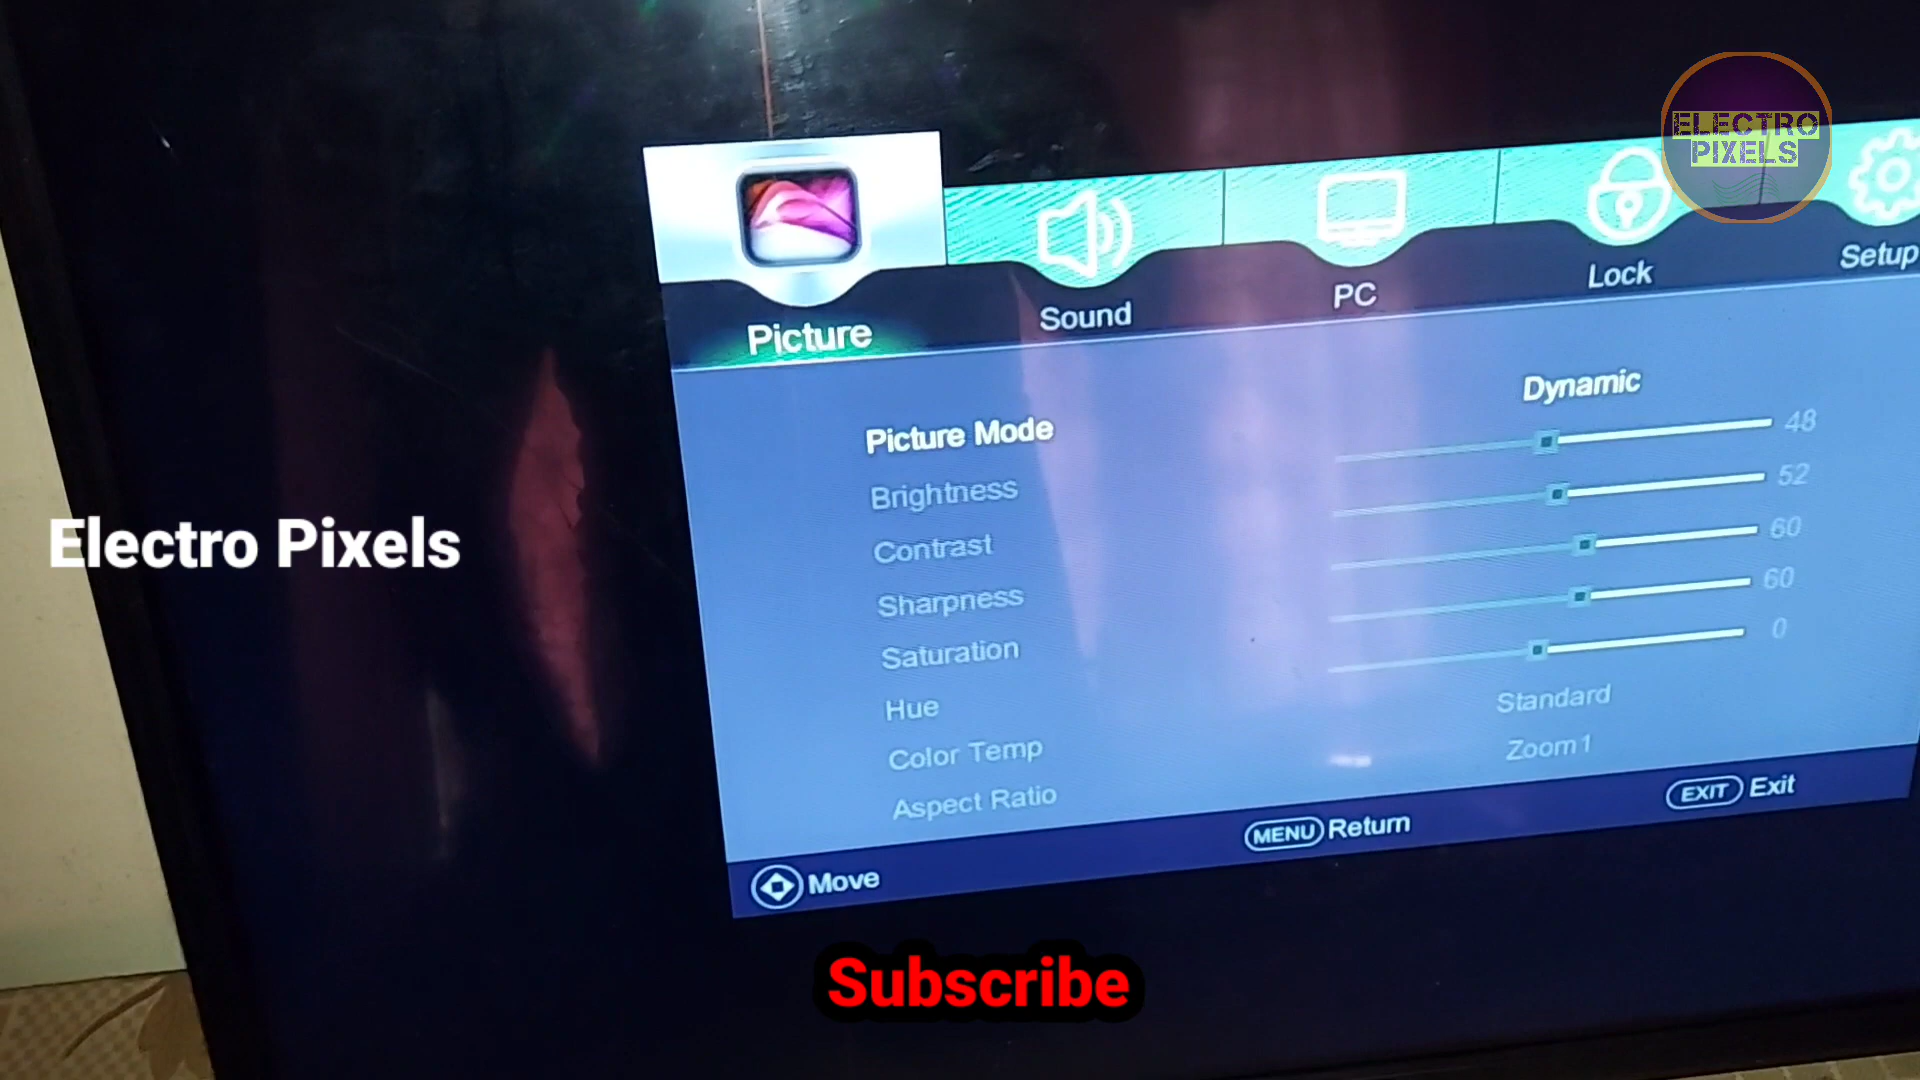 ELECTRO
PIXELS
Picture
Sound
PC
Lock
Setup
Picture Mode
Dynamic
Brightness
48
Contrast
52
Sharpness
60
Saturation
60
Hue
0
Color Temp
Standard
Aspect Ratio
Zoom1
Move
MENU Return
EXIT Exit
Electro Pixels
Subscribe